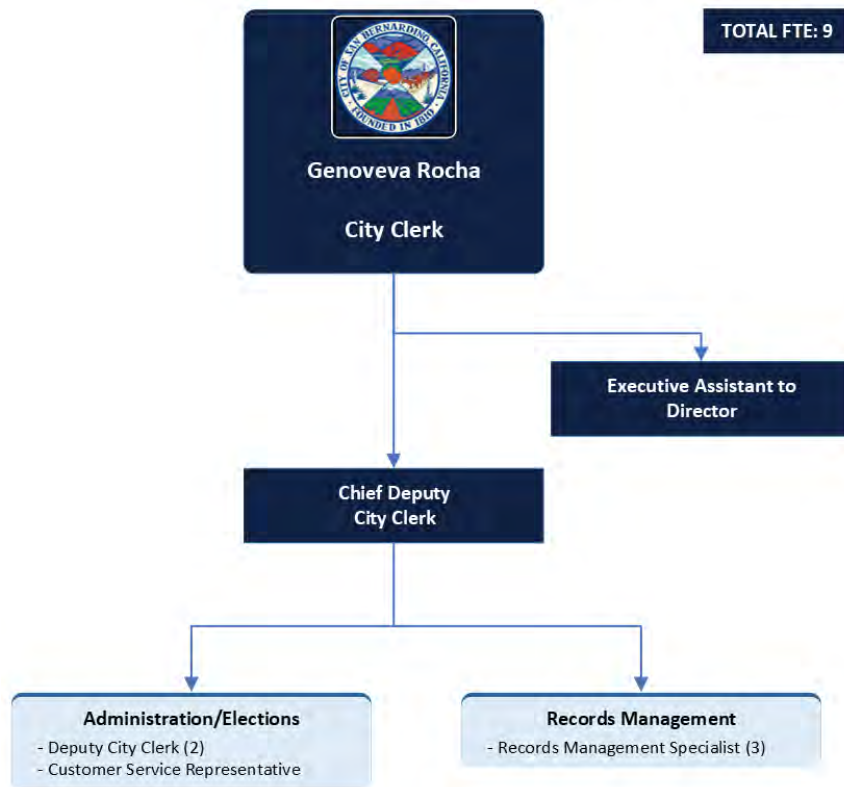 TOTAL FTE: 9
CITY OF SAN BERNARDINO, CALIFORNIA
FOUNDED IN 1810
Genoveva Rocha
City Clerk
Executive Assistant to
Director
Chief Deputy
City Clerk
Administration/Elections
- Deputy City Clerk (2)
- Customer Service Representative
Records Management
- Records Management Specialist (3)